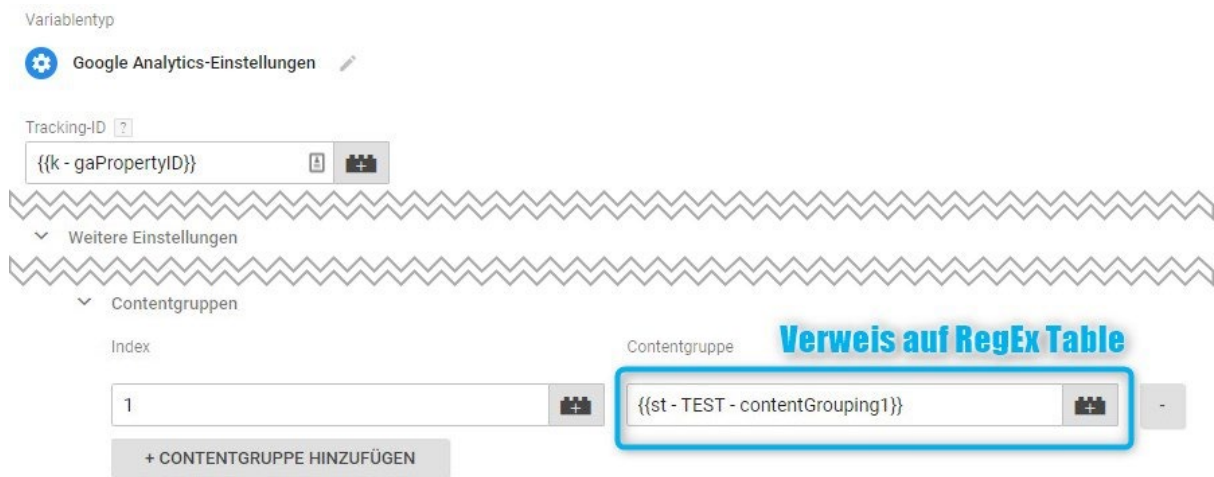 Variablentyp
Google Analytics-Einstellungen
Tracking-ID ?
{{k - gaPropertyID}}
Weitere Einstellungen
Contentgruppen
Index
Contentgruppe
Verweis auf RegEx Table
1
{{st - TEST - contentGrouping1}}
-
+ CONTENTGRUPPE HINZUFÜGEN